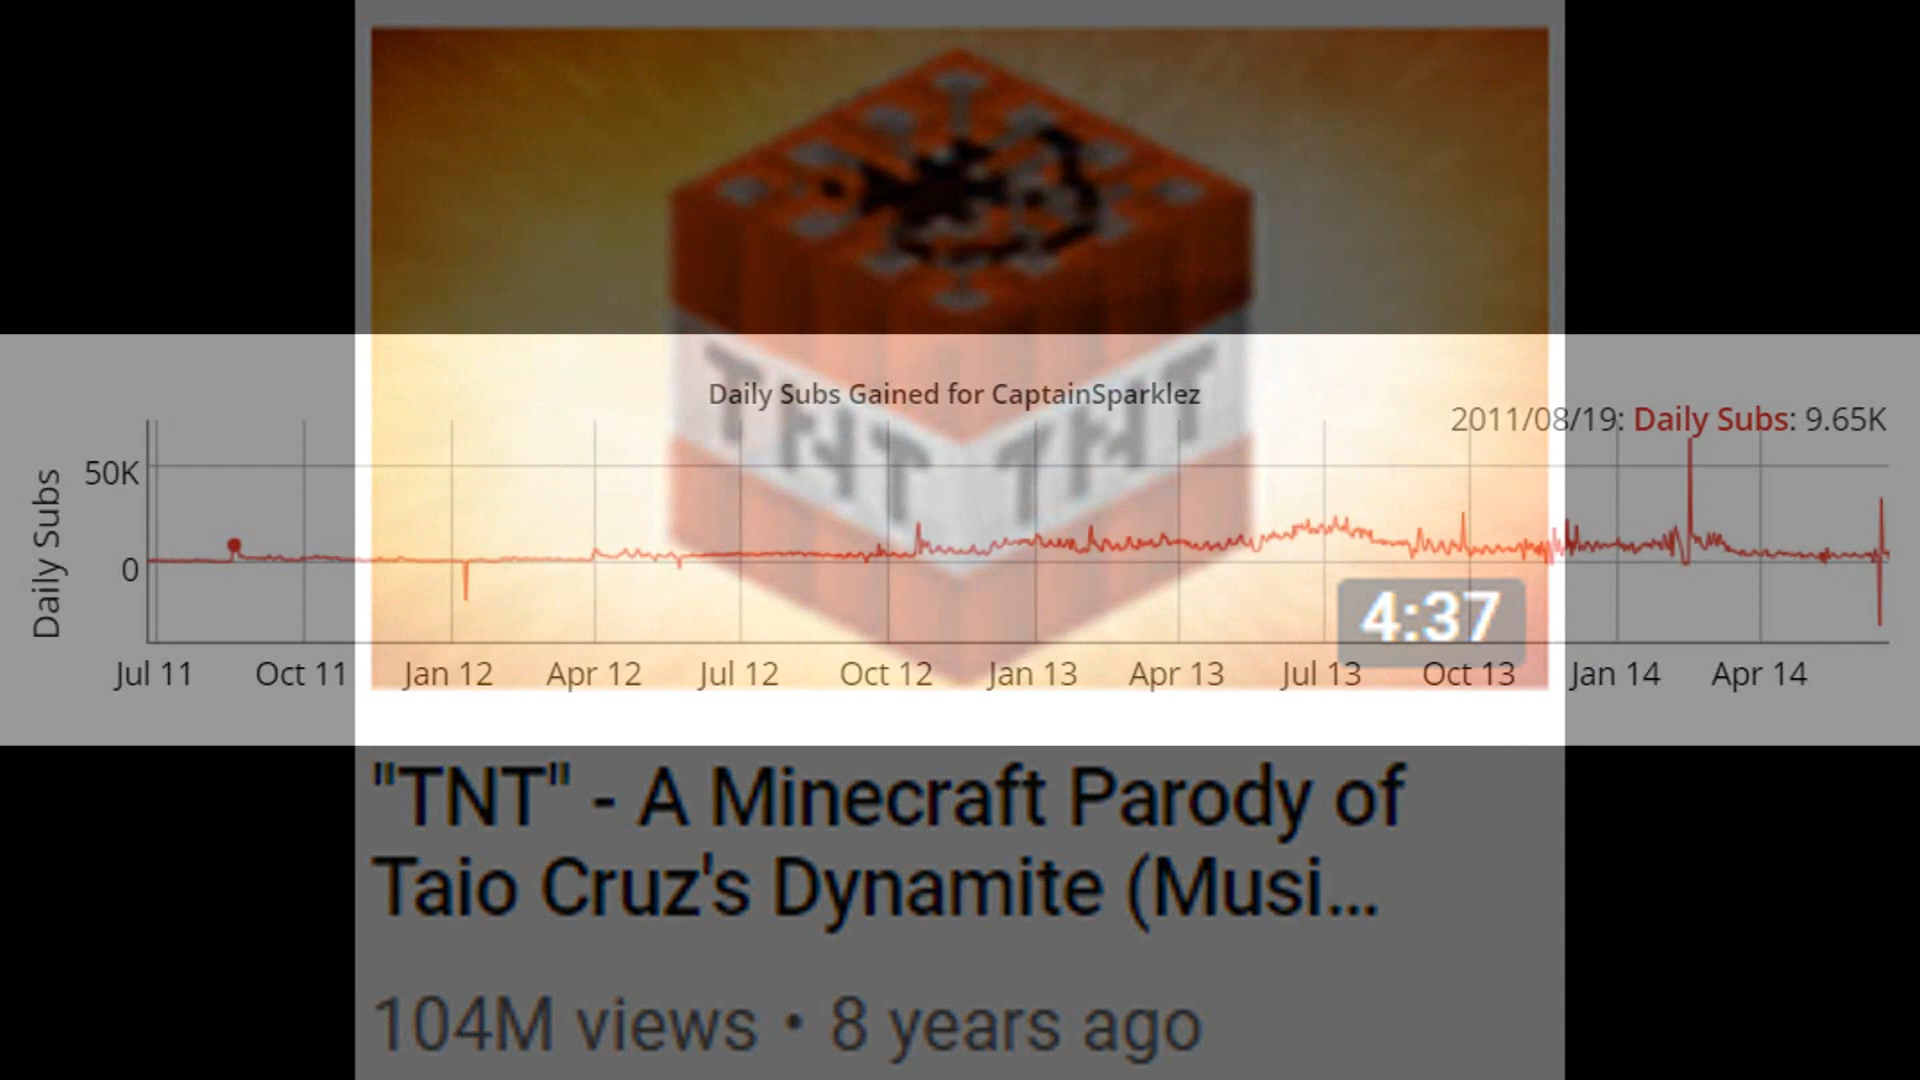 TNT TNT
Daily Subs Gained for CaptainSparklez
2011/08/19: Daily Subs: 9.65K
Daily Subs
50K
0
4:37
Jul 11 Oct 11 Jan 12 Apr 12 Jul 12 Oct 12 Jan 13 Apr 13 Jul 13 Oct 13 Jan 14 Apr 14
"TNT" - A Minecraft Parody of
Taio Cruz's Dynamite (Musi...
104M views • 8 years ago